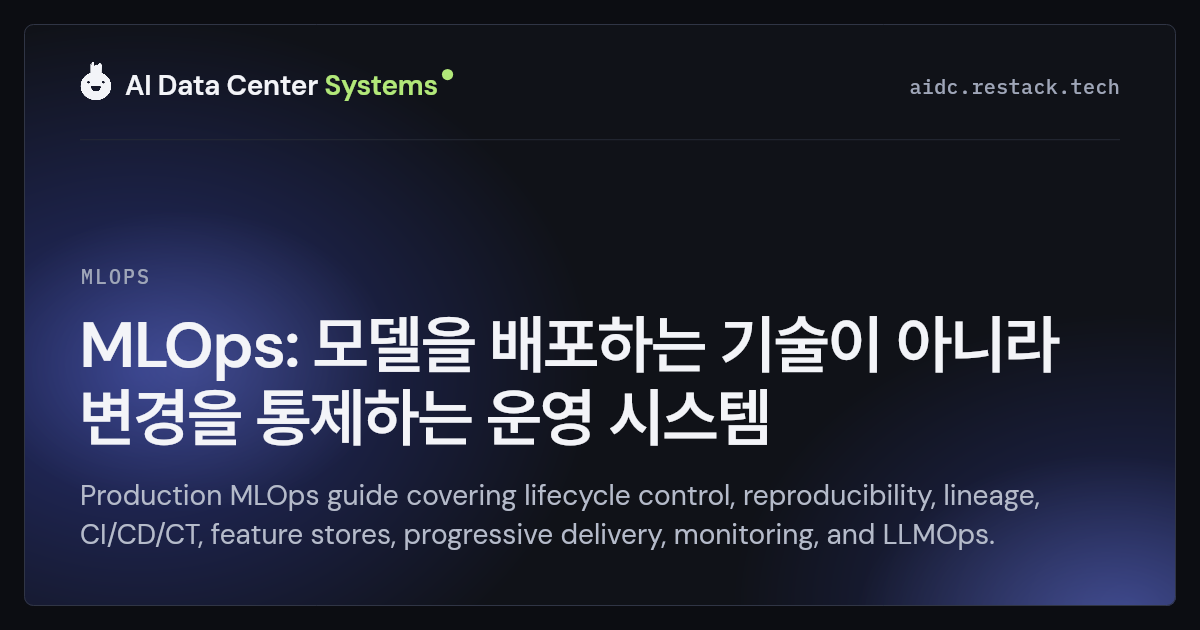 AI Data Center Systems
aidc.restack.tech
MLOPS
MLOps: 모델을 배포하는 기술이 아니라
변경을 통제하는 운영 시스템
Production MLOps guide covering lifecycle control, reproducibility, lineage,
CI/CD/CT, feature stores, progressive delivery, monitoring, and LLMOps.